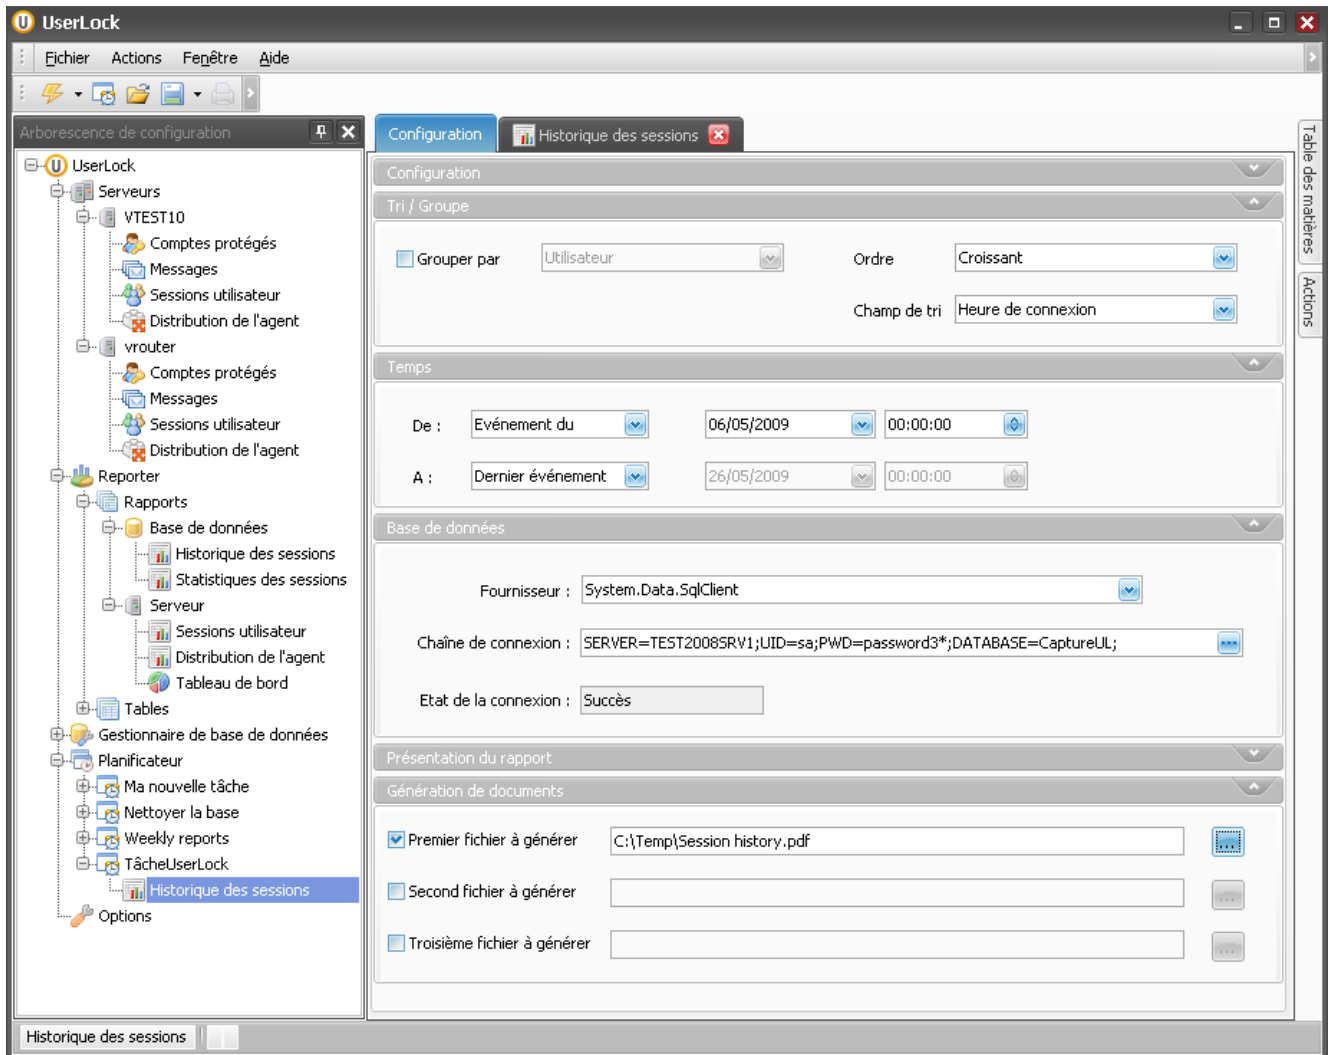 UserLock
Fichier Actions Fenêtre Aide
Arborescence de configuration
UserLock
Serveurs
VTEST10
Comptes protégés
Messages
Sessions utilisateur
Distribution de l'agent
vrouter
Comptes protégés
Messages
Sessions utilisateur
Distribution de l'agent
Reporter
Rapports
Base de données
Historique des sessions
Statistiques des sessions
Serveur
Sessions utilisateur
Distribution de l'agent
Tableau de bord
Tables
Gestionnaire de base de données
Planificateur
Ma nouvelle tâche
Nettoyer la base
Weekly reports
TâcheUserLock
Historique des sessions
Options
Configuration Historique des sessions
Configuration
Tri / Groupe
Grouper par Utilisateur Ordre Croissant
Champ de tri Heure de connexion
Temps
De : Evénement du 06/05/2009 00:00:00
A : Dernier événement 26/05/2009 00:00:00
Base de données
Fournisseur : System.Data.SqlClient
Chaîne de connexion : SERVER=TEST2008SRV1;UID=sa;PWD=password3*;DATABASE=CaptureUL;
Etat de la connexion : Succès
Présentation du rapport
Génération de documents
Premier fichier à générer C:\Temp\Session history.pdf
Second fichier à générer
Troisième fichier à générer
Table des matières
Actions
Historique des sessions